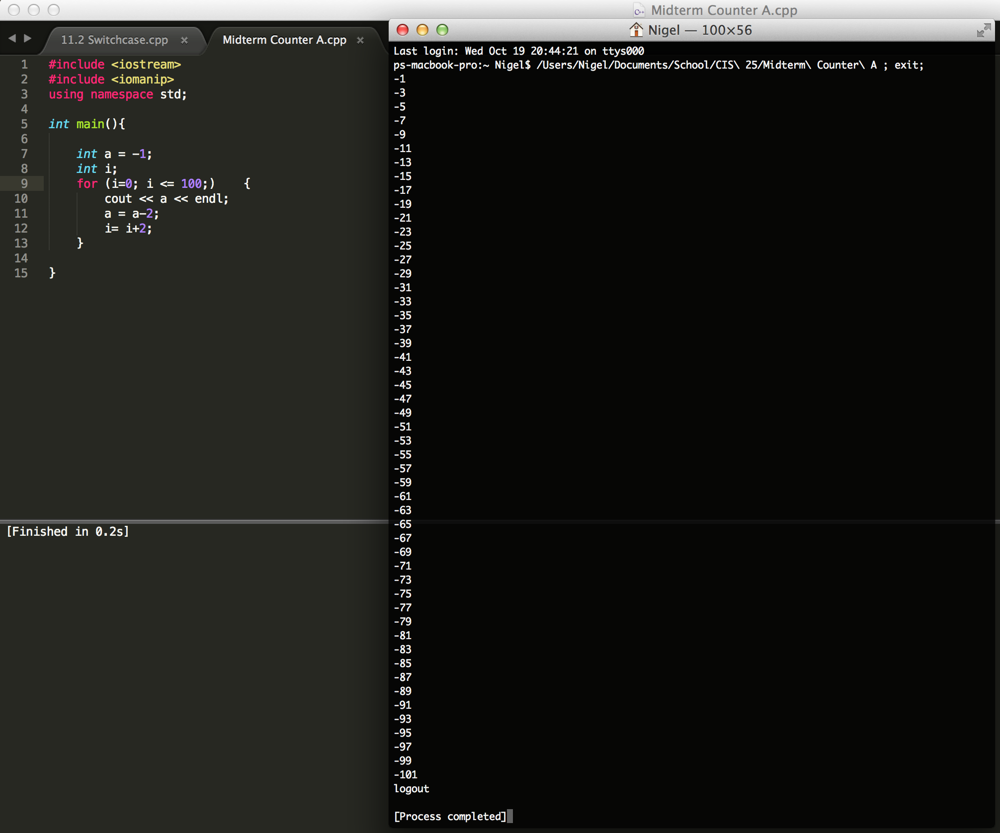 Midterm Counter A.cpp
11.2 Switchcase.cpp
Midterm Counter A.cpp
1 #include <iostream>
2 #include <iomanip>
3 using namespace std;
4
5 int main(){
6
7     int a = -1;
8     int i;
9     for (i=0; i <= 100;)    {
10         cout << a << endl;
11         a = a-2;
12         i= i+2;
13     }
14
15 }
[Finished in 0.2s]
Nigel — 100×56
Last login: Wed Oct 19 20:44:21 on ttys000
ps-macbook-pro:~ Nigel$ /Users/Nigel/Documents/School/CIS\ 25/Midterm\ Counter\ A ; exit;
-1
-3
-5
-7
-9
-11
-13
-15
-17
-19
-21
-23
-25
-27
-29
-31
-33
-35
-37
-39
-41
-43
-45
-47
-49
-51
-53
-55
-57
-59
-61
-63
-65
-67
-69
-71
-73
-75
-77
-79
-81
-83
-85
-87
-89
-91
-93
-95
-97
-99
-101
logout
[Process completed]